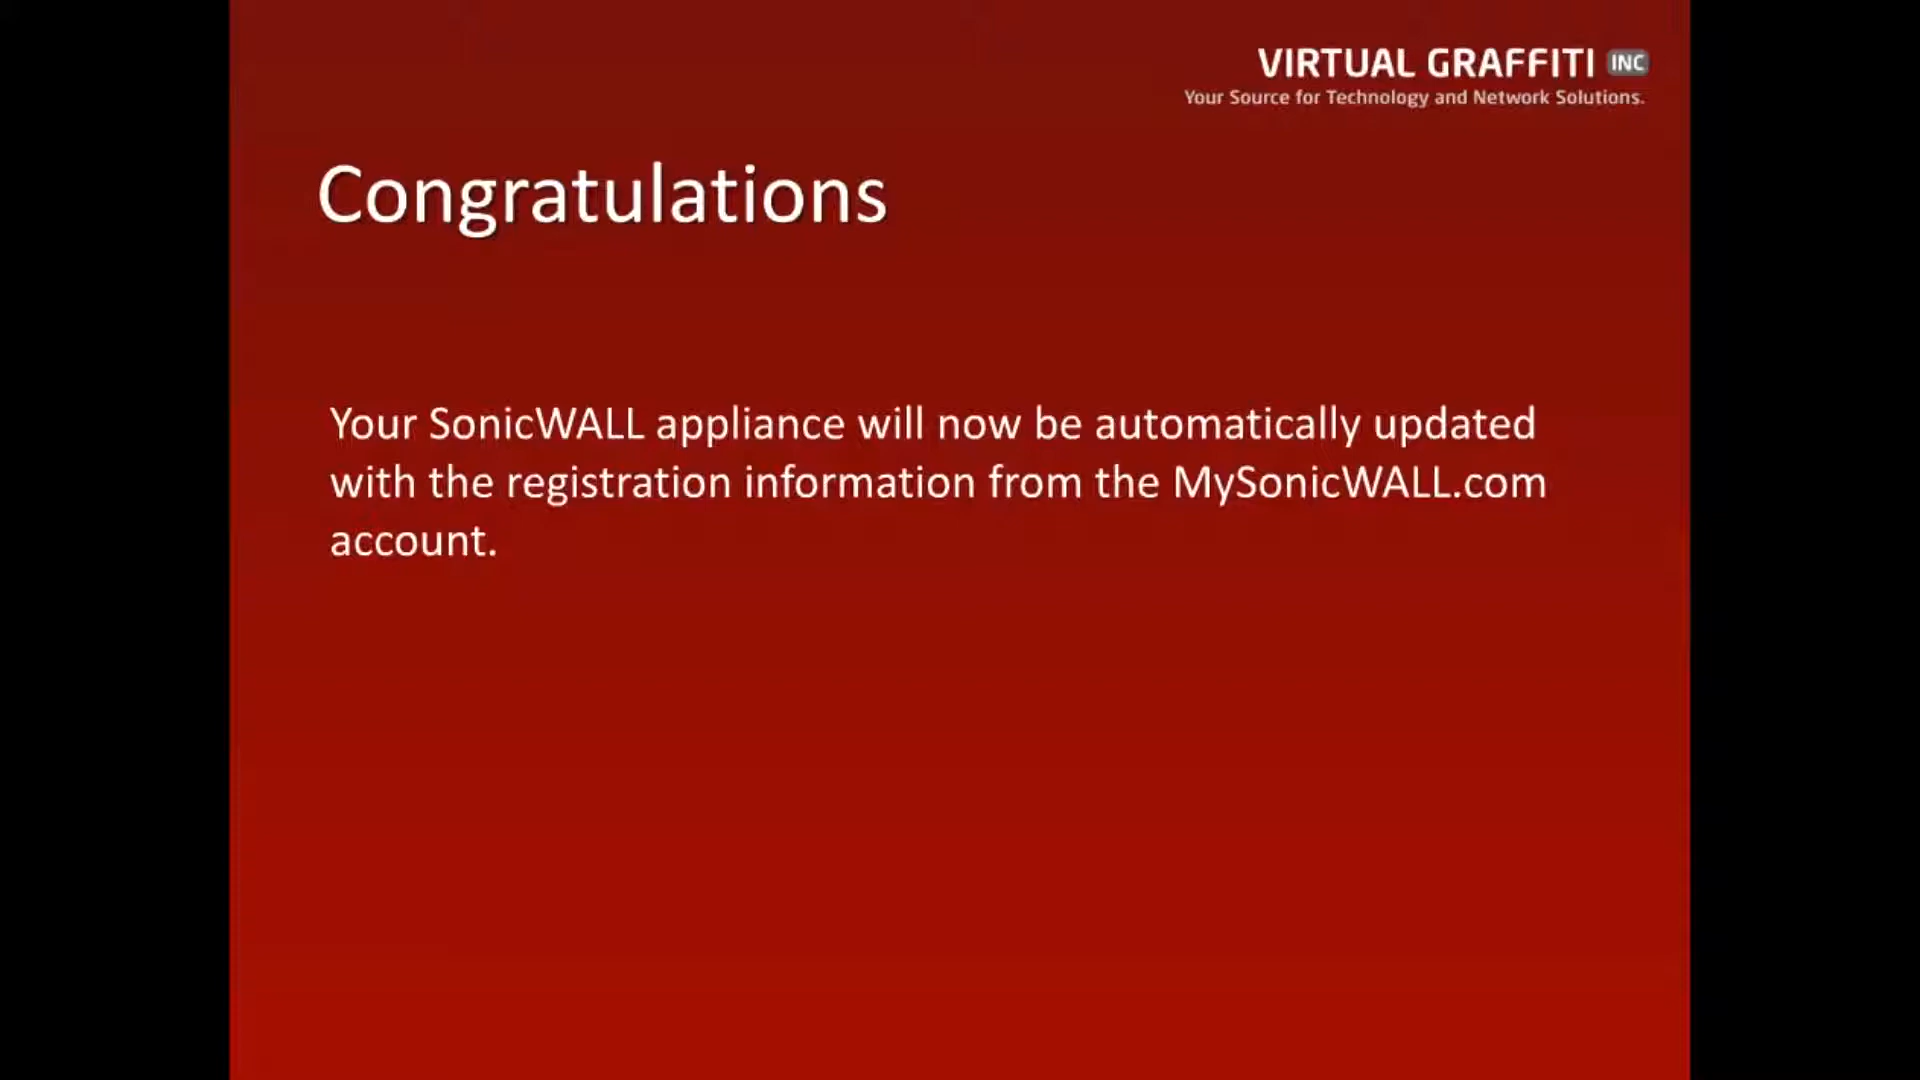 VIRTUAL GRAFFITI INC
Your Source for Technology and Network Solutions.
Congratulations
Your SonicWALL appliance will now be automatically updated
with the registration information from the MySonicWALL.com
account.